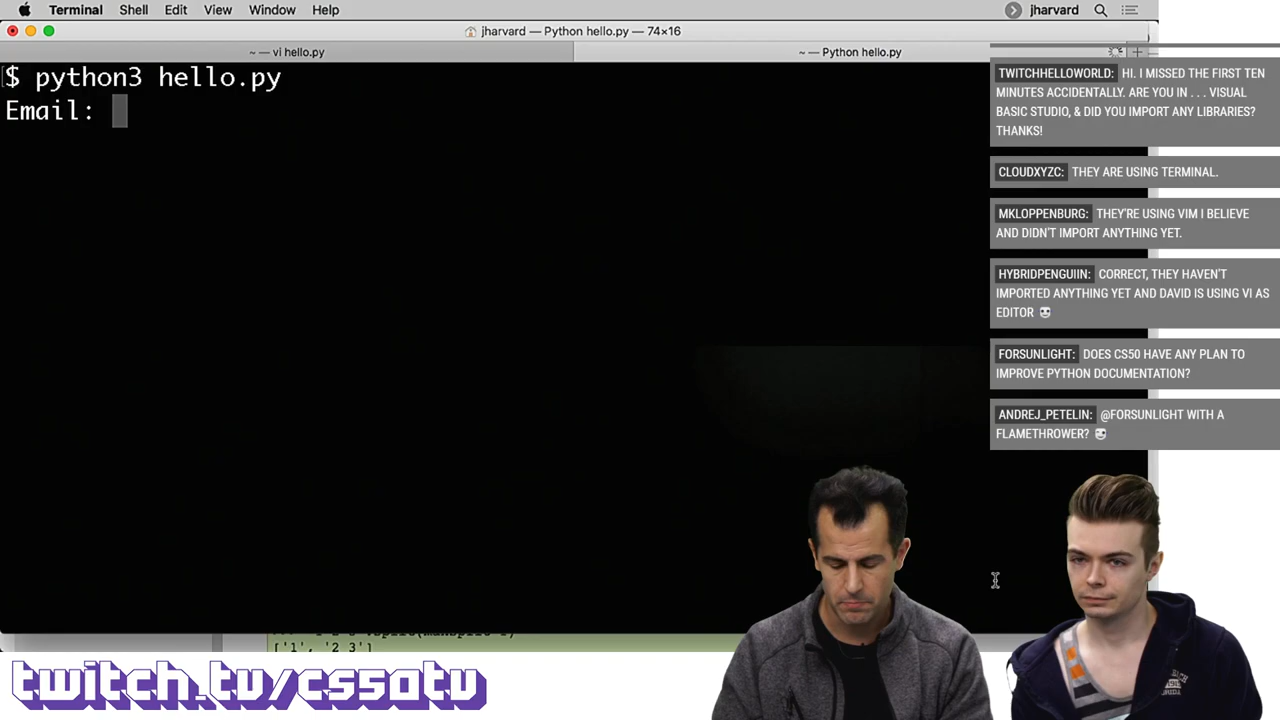 Terminal Shell Edit View Window Help jharvard
jharvard — Python hello.py — 74×16
~ — vi hello.py
~ — Python hello.py
$ python3 hello.py
Email:
TWITCHHELLOWORLD: HI. I MISSED THE FIRST TEN
MINUTES ACCIDENTALLY. ARE YOU IN . . . VISUAL
BASIC STUDIO, & DID YOU IMPORT ANY LIBRARIES?
THANKS!
CLOUDXYZC: THEY ARE USING TERMINAL.
MKLOPPENBURG: THEY'RE USING VIM I BELIEVE
AND DIDN'T IMPORT ANYTHING YET.
HYBRIDPENGUIIN: CORRECT, THEY HAVEN'T
IMPORTED ANYTHING YET AND DAVID IS USING VI AS
EDITOR
FORSUNLIGHT: DOES CS50 HAVE ANY PLAN TO
IMPROVE PYTHON DOCUMENTATION?
ANDREJ_PETELIN: @FORSUNLIGHT WITH A
FLAMETHROWER?
['1', '2 3']
twitch.tv/cs50tv